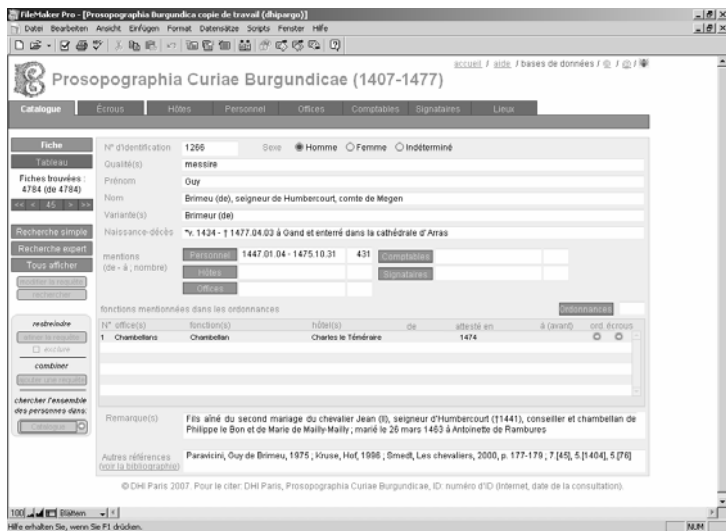 FileMaker Pro - [Prosopographia Burgundica copie de travail (dhipargo)]
Datei Bearbeiten Ansicht Einfügen Format Datensätze Scripts Fenster Hilfe
accueil / aide / bases de données /
Prosopographia Curiae Burgundicae (1407-1477)
Catalogue Écrous Hôtes Personnel Offices Comptables Signataires Lieux
Fiche
Tableau
Fiches trouvées :
4784 (de 4784)
<< < 45 > >>
Recherche simple
Recherche expert
Tous afficher
modifier la requête
rechercher
restreindre
exclure
combiner
ajouter une requête
chercher l'ensemble
des personnes dans:
Catalogue
N° d'identification 1266 Sexe Homme Femme Indéterminé
Qualité(s) messire
Prénom Guy
Nom Brimeu (de), seigneur de Humbercourt, comte de Megen
Variante(s) Brimeur (de)
Naissance-décès *v. 1434 - † 1477.04.03 à Gand et enterré dans la cathédrale d'Arras
mentions
(de - à ; nombre)
Personnel 1447.01.04 - 1475.10.31 431 Comptables
Hôtes Signataires
Offices
fonctions mentionnées dans les ordonnances Ordonnances
N° office(s) fonction(s) hôtel(s) de attesté en à (avant) ord. écrous
1 Chambellans Chambellan Charles le Téméraire 1474
Remarque(s) Fils aîné du second mariage du chevalier Jean (II), seigneur d'Humbercourt (†1441), conseiller et chambellan de
Philippe le Bon et de Marie de Mailly-Mailly ; marié le 26 mars 1463 à Antoinette de Rambures
Autres références
(voir la bibliographie)
Paravicini, Guy de Brimeu, 1975 ; Kruse, Hof, 1996 ; Smedt, Les chevaliers, 2000, p. 177-179 ; 7.[45], 5.[1404], 5.[76]
© DHI Paris 2007. Pour le citer: DHI Paris, Prosopographia Curiae Burgundicae, ID: numéro d'ID (Internet, date de la consultation).
100 Blättern
Hilfe erhalten Sie, wenn Sie F1 drücken. NUM